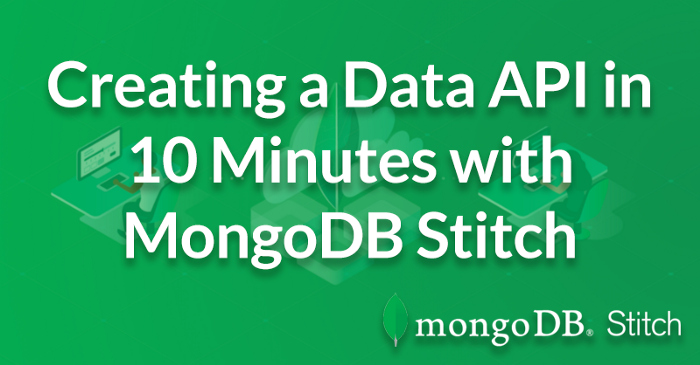 Creating a Data API in
10 Minutes with
MongoDB Stitch
mongoDB® Stitch